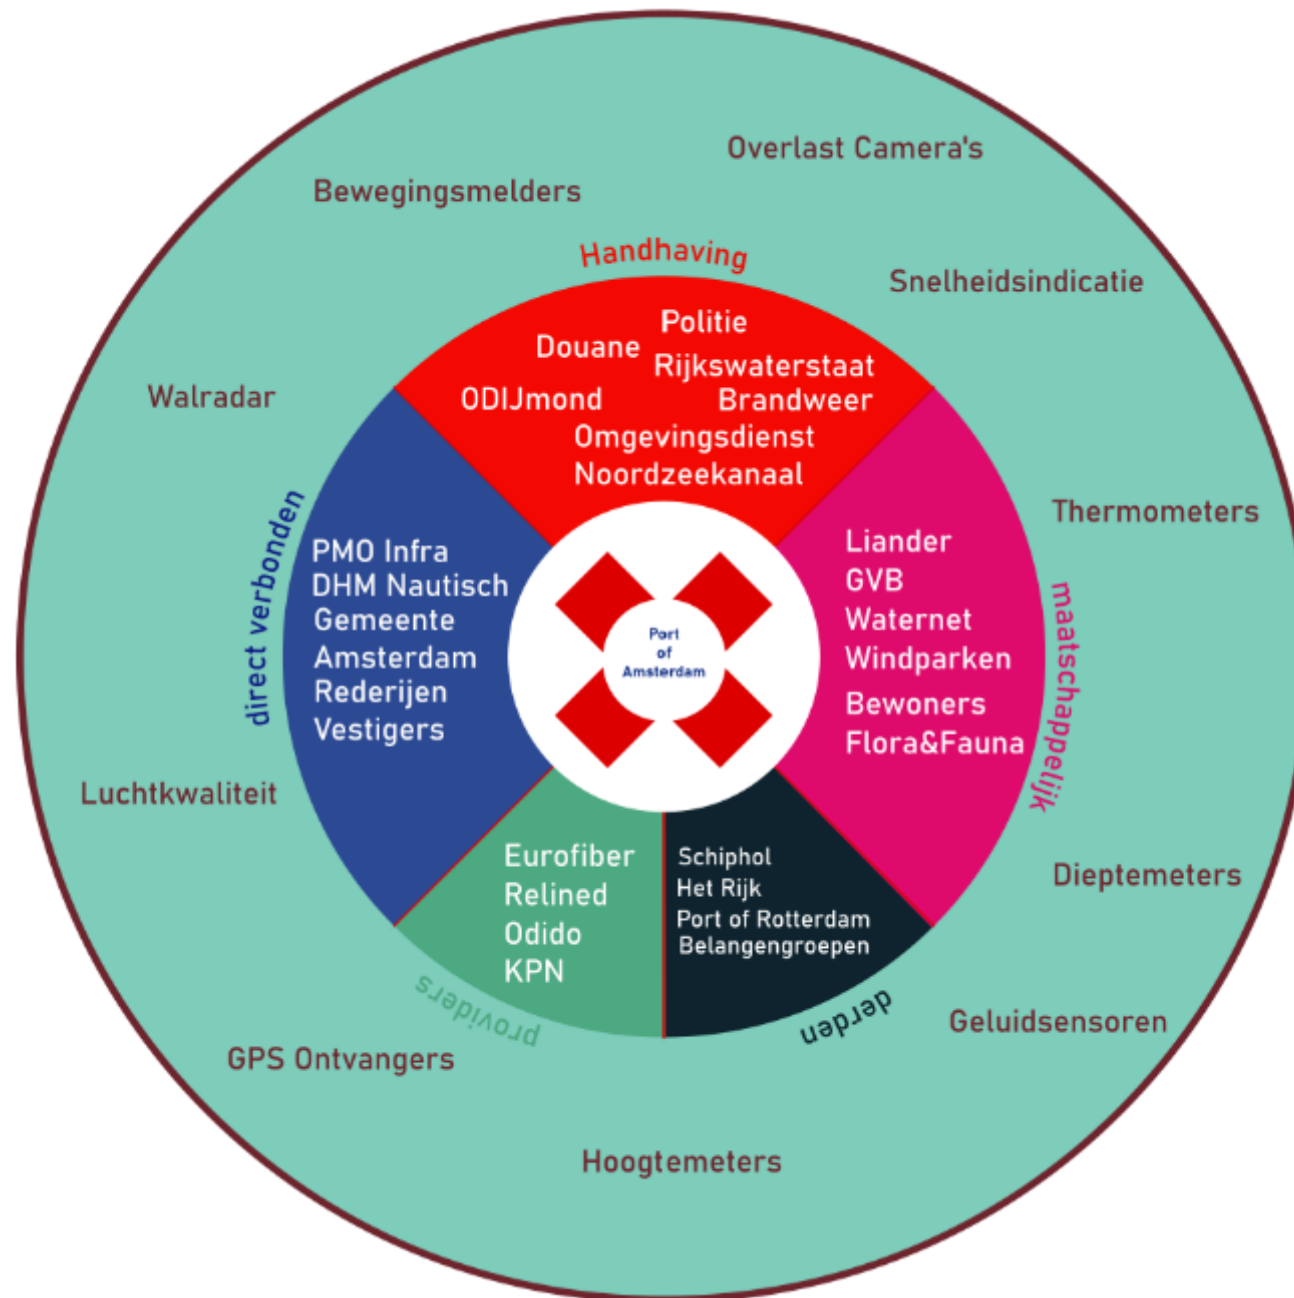 Overlast Camera's
Bewegingsmelders
Snelheidsindicatie
Walradar
Thermometers
Luchtkwaliteit
Dieptemeters
Geluidsensoren
GPS Ontvangers
Hoogtemeters
Handhaving
Politie
Douane
Rijkswaterstaat
ODIJmond
Brandweer
Omgevingsdienst
Noordzeekanaal
direct verbonden
PMO Infra
DHM Nautisch
Gemeente
Amsterdam
Rederijen
Vestigers
Port
of
Amsterdam
maatschappelijk
Liander
GVB
Waternet
Windparken
Bewoners
Flora&Fauna
providers
Eurofiber
Relined
Odido
KPN
derden
Schiphol
Het Rijk
Port of Rotterdam
Belangengroepen